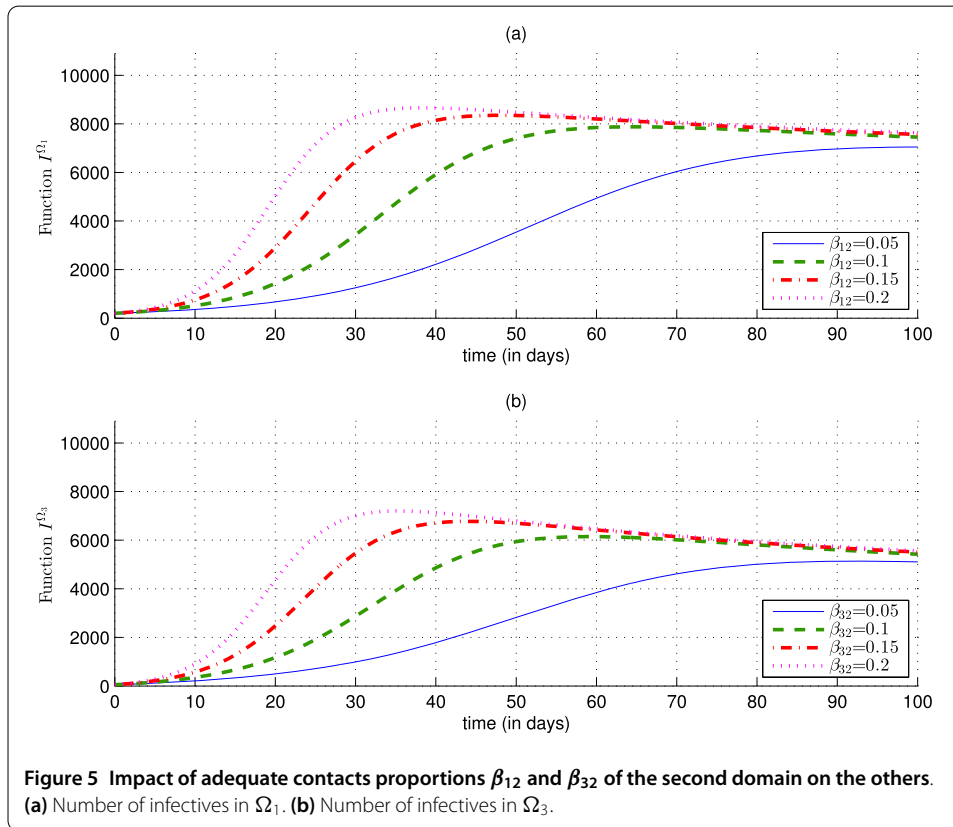 (a)
10000
8000
6000
4000
2000
0
Function I^Ω₁
β₁₂=0.05
β₁₂=0.1
β₁₂=0.15
β₁₂=0.2
0 10 20 30 40 50 60 70 80 90 100
time (in days)
(b)
10000
8000
6000
4000
2000
0
Function I^Ω₃
β₃₂=0.05
β₃₂=0.1
β₃₂=0.15
β₃₂=0.2
0 10 20 30 40 50 60 70 80 90 100
time (in days)
Figure 5 Impact of adequate contacts proportions β₁₂ and β₃₂ of the second domain on the others.
(a) Number of infectives in Ω₁. (b) Number of infectives in Ω₃.